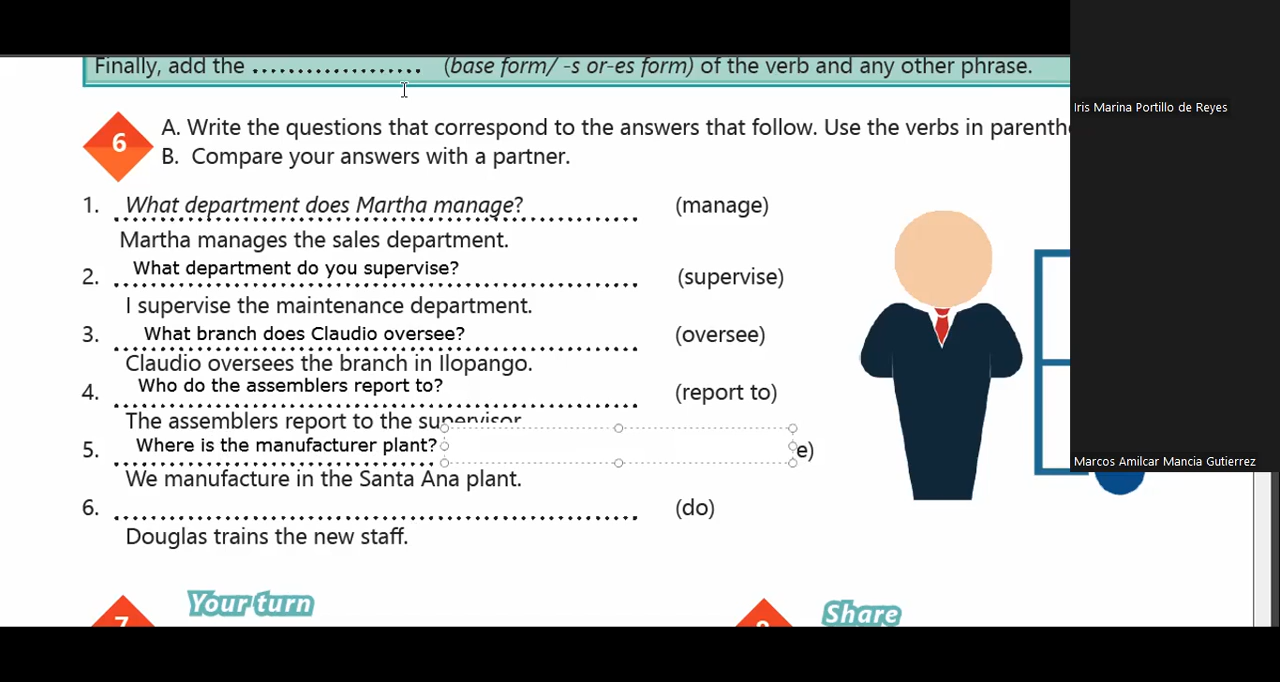 Finally, add the ................... (base form/ -s or-es form) of the verb and any other phrase.
6
A. Write the questions that correspond to the answers that follow. Use the verbs in
B. Compare your answers with a partner.
1. What department does Martha manage? (manage)
Martha manages the sales department.
2. What department do you supervise? (supervise)
I supervise the maintenance department.
3. What branch does Claudio oversee? (oversee)
Claudio oversees the branch in Ilopango.
4. Who do the assemblers report to? (report to)
The assemblers report to the supervisor
5. Where is the manufacturer plant? e)
We manufacture in the Santa Ana plant.
6. (do)
Douglas trains the new staff.
7
Your turn
Share
Iris Marina Portillo de Reyes
Marcos Amilcar Mancia Gutierrez